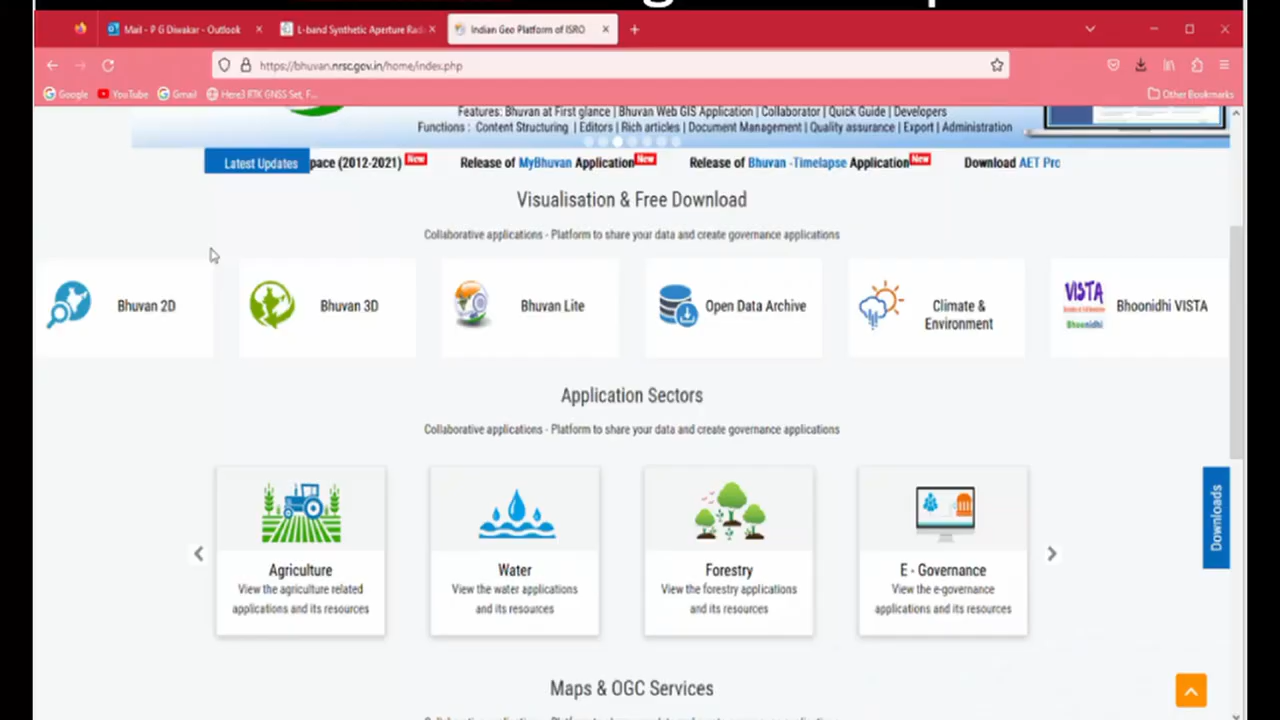 Mail - P G Diwakar - Outlook
L-band Synthetic Aperture Rad
Indian Geo Platform of ISRO
https://bhuvan.nrsc.gov.in/home/index.php
Google
YouTube
Gmail
Here3 RTK GNSS Set, F...
Other Bookmarks
Features: Bhuvan at First glance | Bhuvan Web GIS Application | Collaborator | Quick Guide | Developers
Functions : Content Structuring | Editors | Rich articles | Document Management | Quality assurance | Export | Administration
Latest Updates
pace (2012-2021) New
Release of MyBhuvan Application New
Release of Bhuvan -Timelapse Application New
Download AET Pro
Visualisation & Free Download
Collaborative applications - Platform to share your data and create governance applications
Bhuvan 2D
Bhuvan 3D
Bhuvan Lite
Open Data Archive
Climate &
Environment
VISTA
Bhoonidhi
Bhoonidhi VISTA
Application Sectors
Collaborative applications - Platform to share your data and create governance applications
Agriculture
View the agriculture related
applications and its resources
Water
View the water applications
and its resources
Forestry
View the forestry applications
and its resources
E - Governance
View the e-governance
applications and its resources
Downloads
Maps & OGC Services